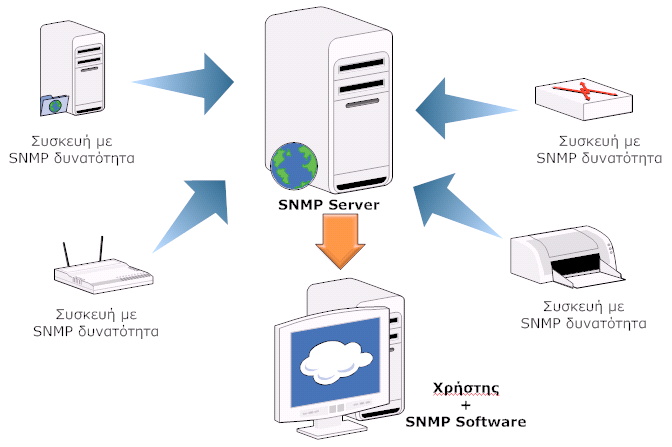 Συσκευή με
SNMP δυνατότητα
Συσκευή με
SNMP δυνατότητα
SNMP Server
Συσκευή με
SNMP δυνατότητα
Συσκευή με
SNMP δυνατότητα
Χρήστης
+
SNMP Software